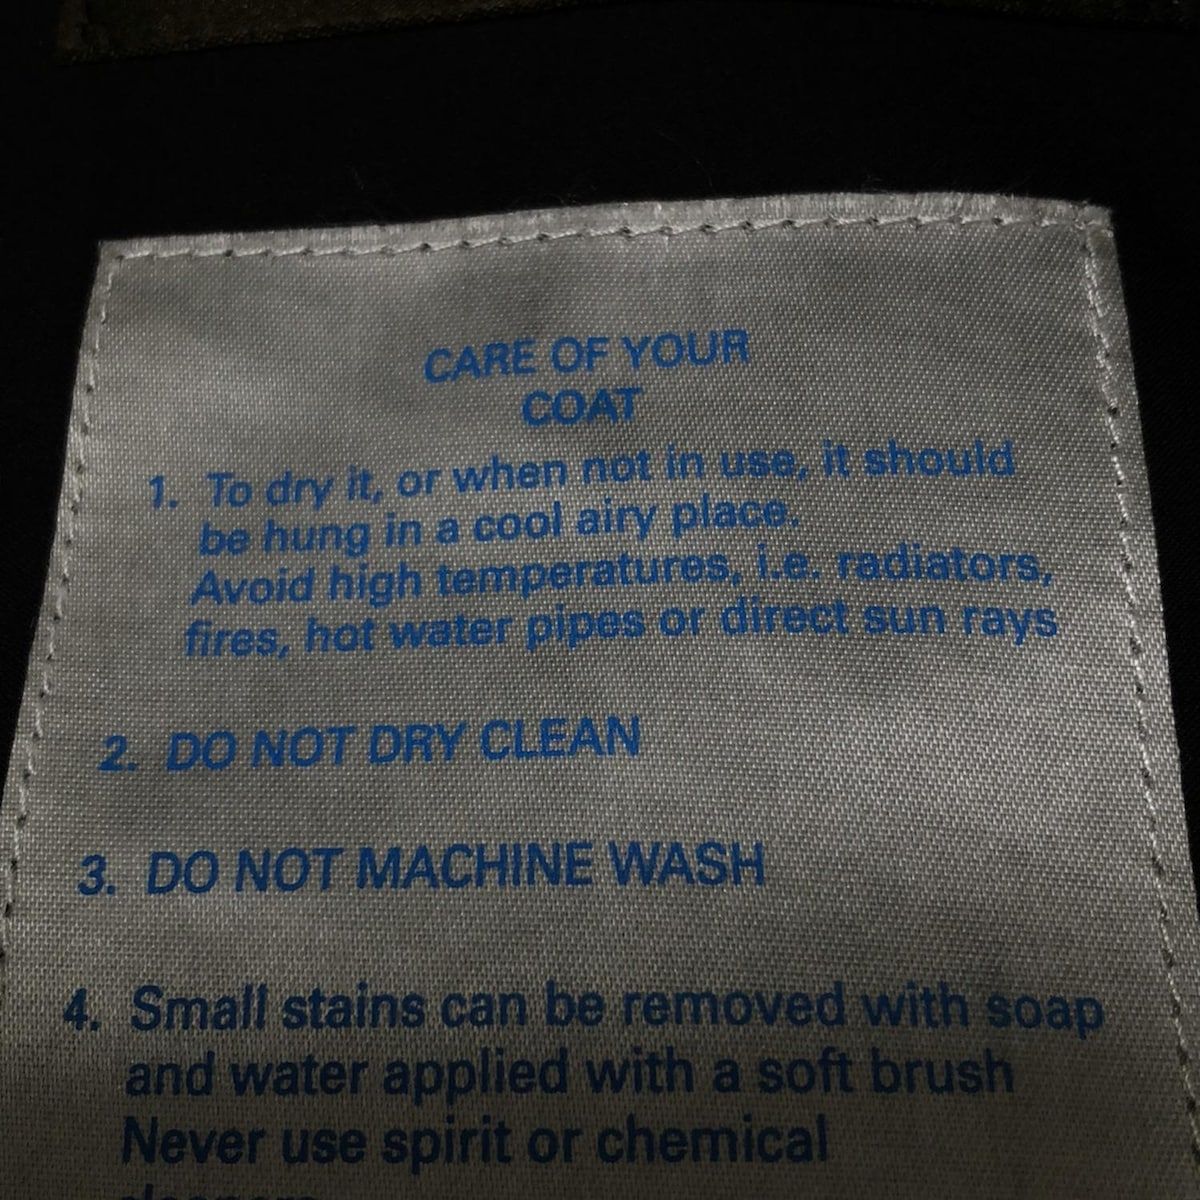 CARE OF YOUR
COAT
1. To dry it, or when not in use, it should
be hung in a cool airy place.
Avoid high temperatures, i.e. radiators,
fires, hot water pipes or direct sun rays
2. DO NOT DRY CLEAN
3. DO NOT MACHINE WASH
4. Small stains can be removed with soap
and water applied with a soft brush
Never use spirit or chemical